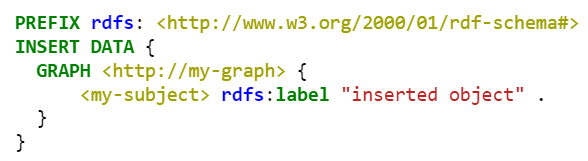 PREFIX rdfs: <http://www.w3.org/2000/01/rdf-schema#>
INSERT DATA {
  GRAPH <http://my-graph> {
      <my-subject> rdfs:label "inserted object" .
  }
}